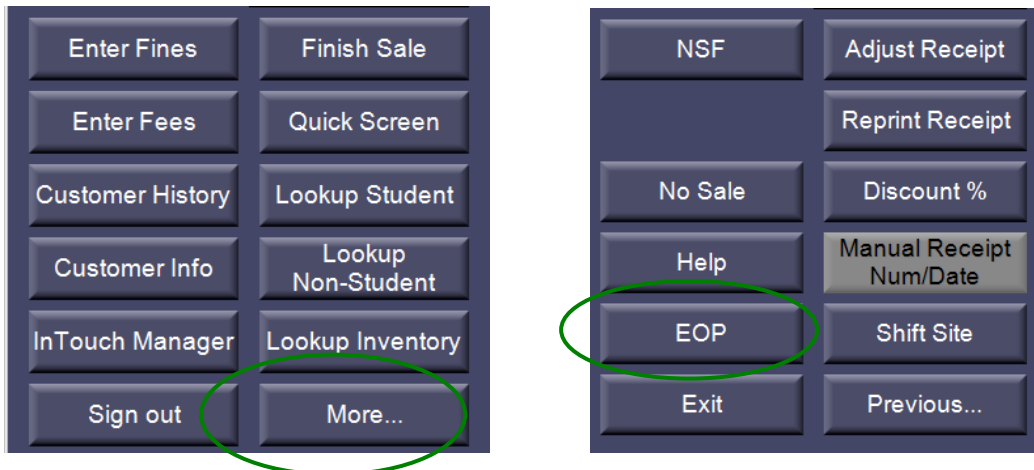 Enter Fines
Finish Sale
Enter Fees
Quick Screen
Customer History
Lookup Student
Customer Info
Lookup
Non-Student
InTouch Manager
Lookup Inventory
Sign out
More...
NSF
Adjust Receipt
Reprint Receipt
No Sale
Discount %
Help
Manual Receipt
Num/Date
EOP
Shift Site
Exit
Previous...